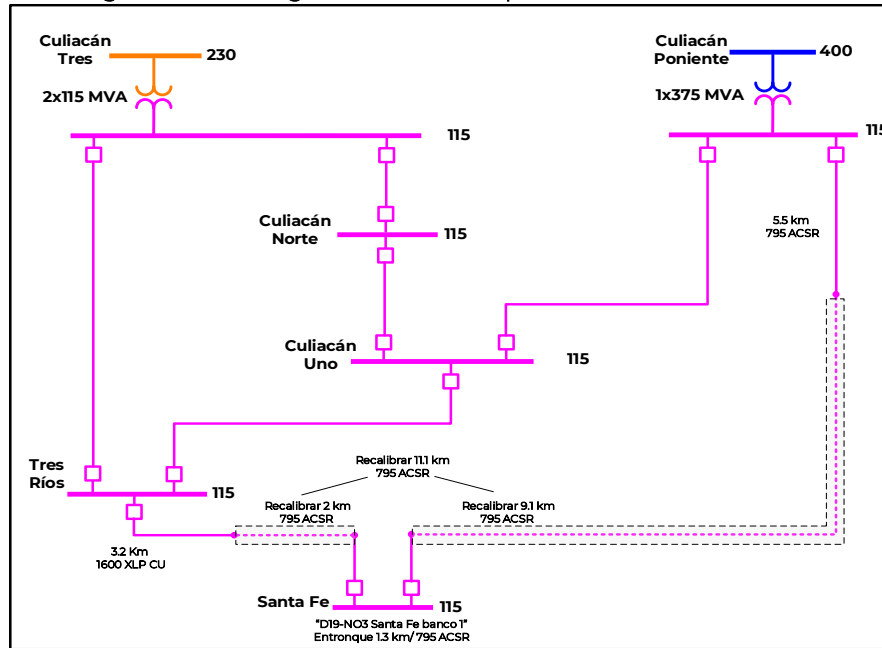 Culiacán
Tres
230
2x115 MVA
115
Culiacán
Poniente
400
1x375 MVA
115
Culiacán
Norte
115
5.5 km
795 ACSR
Culiacán
Uno
115
Tres
Ríos
115
Recalibrar 11.1 km
795 ACSR
Recalibrar 2 km
795 ACSR
Recalibrar 9.1 km
795 ACSR
3.2 Km
1600 XLP CU
Santa Fe
115
"D19-NO3 Santa Fe banco 1"
Entronque 1.3 km/ 795 ACSR